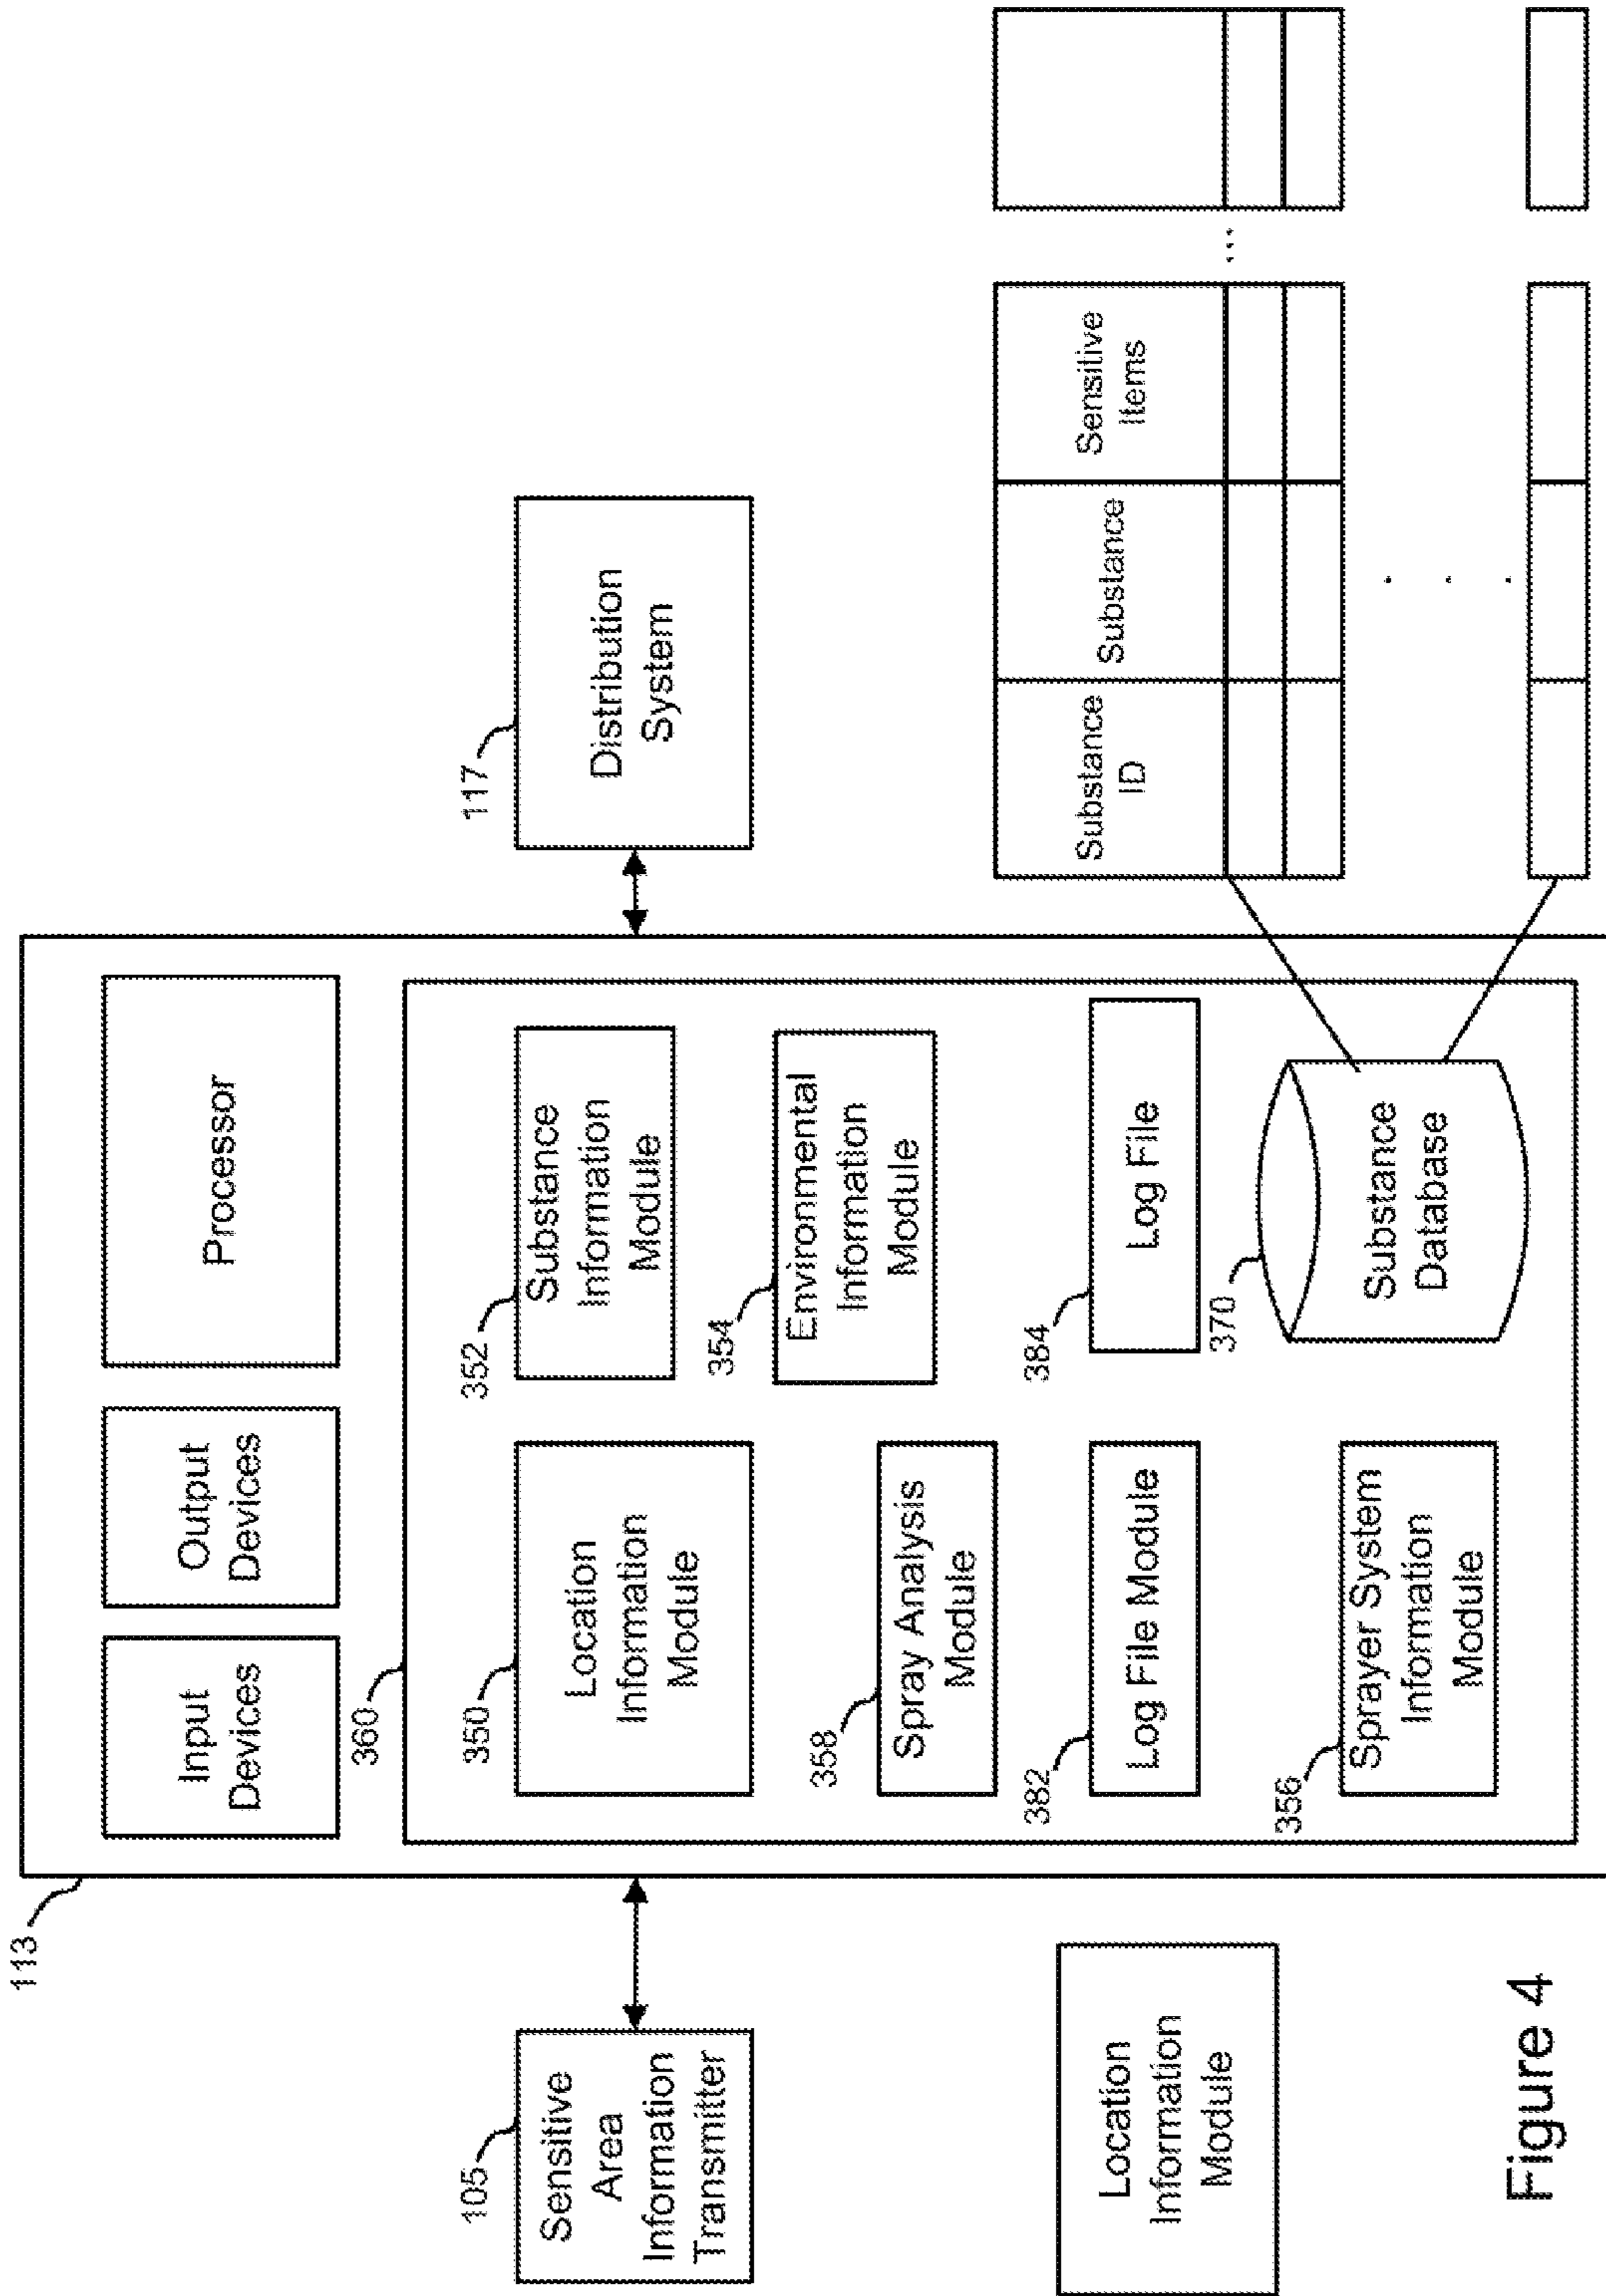 113
Input
Devices
Output
Devices
Processor
360
105
Sensitive
Area
Information
Transmitter
350
Location
Information
Module
352
Substance
Information
Module
117
Distribution
System
354
Environmental
Information
Module
358
Spray Analysis
Module
Location
Information
Module
382
Log File Module
384
Log File
356
Sprayer System
Information
Module
370
Substance
Database
Substance
ID
Substance
Sensitive
Items
...
. . .
Figure 4